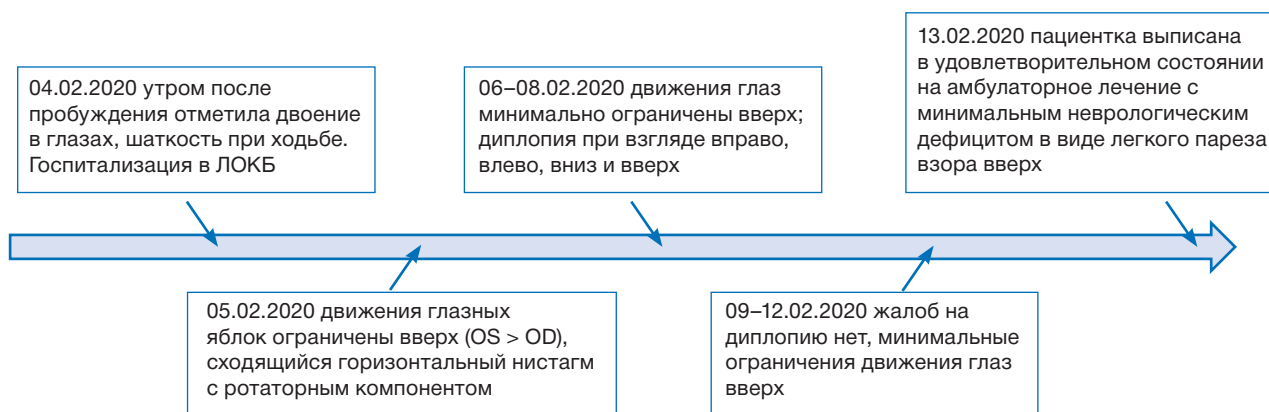 04.02.2020 утром после
пробуждения отметила двоение
в глазах, шаткость при ходьбе.
Госпитализация в ЛОКБ
05.02.2020 движения глазных
яблок ограничены вверх (OS > OD),
сходящийся горизонтальный нистагм
с ротаторным компонентом
06–08.02.2020 движения глаз
минимально ограничены вверх;
диплопия при взгляде вправо,
влево, вниз и вверх
09–12.02.2020 жалоб на
диплопию нет, минимальные
ограничения движения глаз
вверх
13.02.2020 пациентка выписана
в удовлетворительном состоянии
на амбулаторное лечение с
минимальным неврологическим
дефицитом в виде легкого пареза
взора вверх